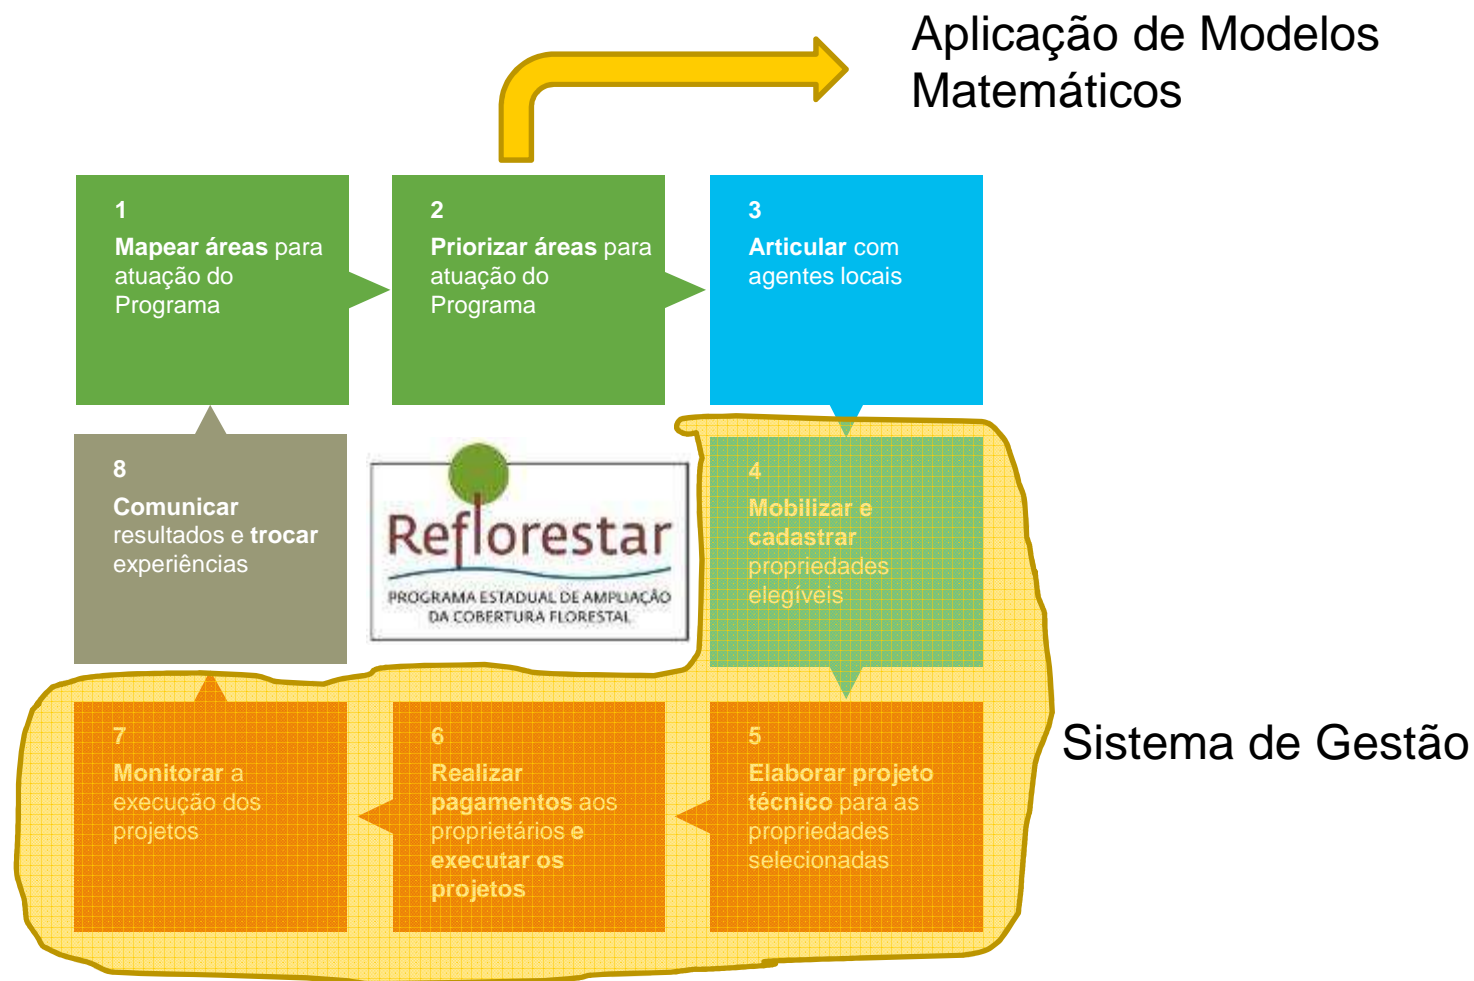 Aplicação de Modelos
Matemáticos
1
Mapear áreas para
atuação do
Programa
2
Priorizar áreas para
atuação do
Programa
3
Articular com
agentes locais
8
Comunicar
resultados e trocar
experiências
Reflorestar
PROGRAMA ESTADUAL DE AMPLIAÇÃO
DA COBERTURA FLORESTAL
4
Mobilizar e
cadastrar
propriedades
elegíveis
7
Monitorar a
execução dos
projetos
6
Realizar
pagamentos aos
proprietários e
executar os
projetos
5
Elaborar projeto
técnico para as
propriedades
selecionadas
Sistema de Gestão